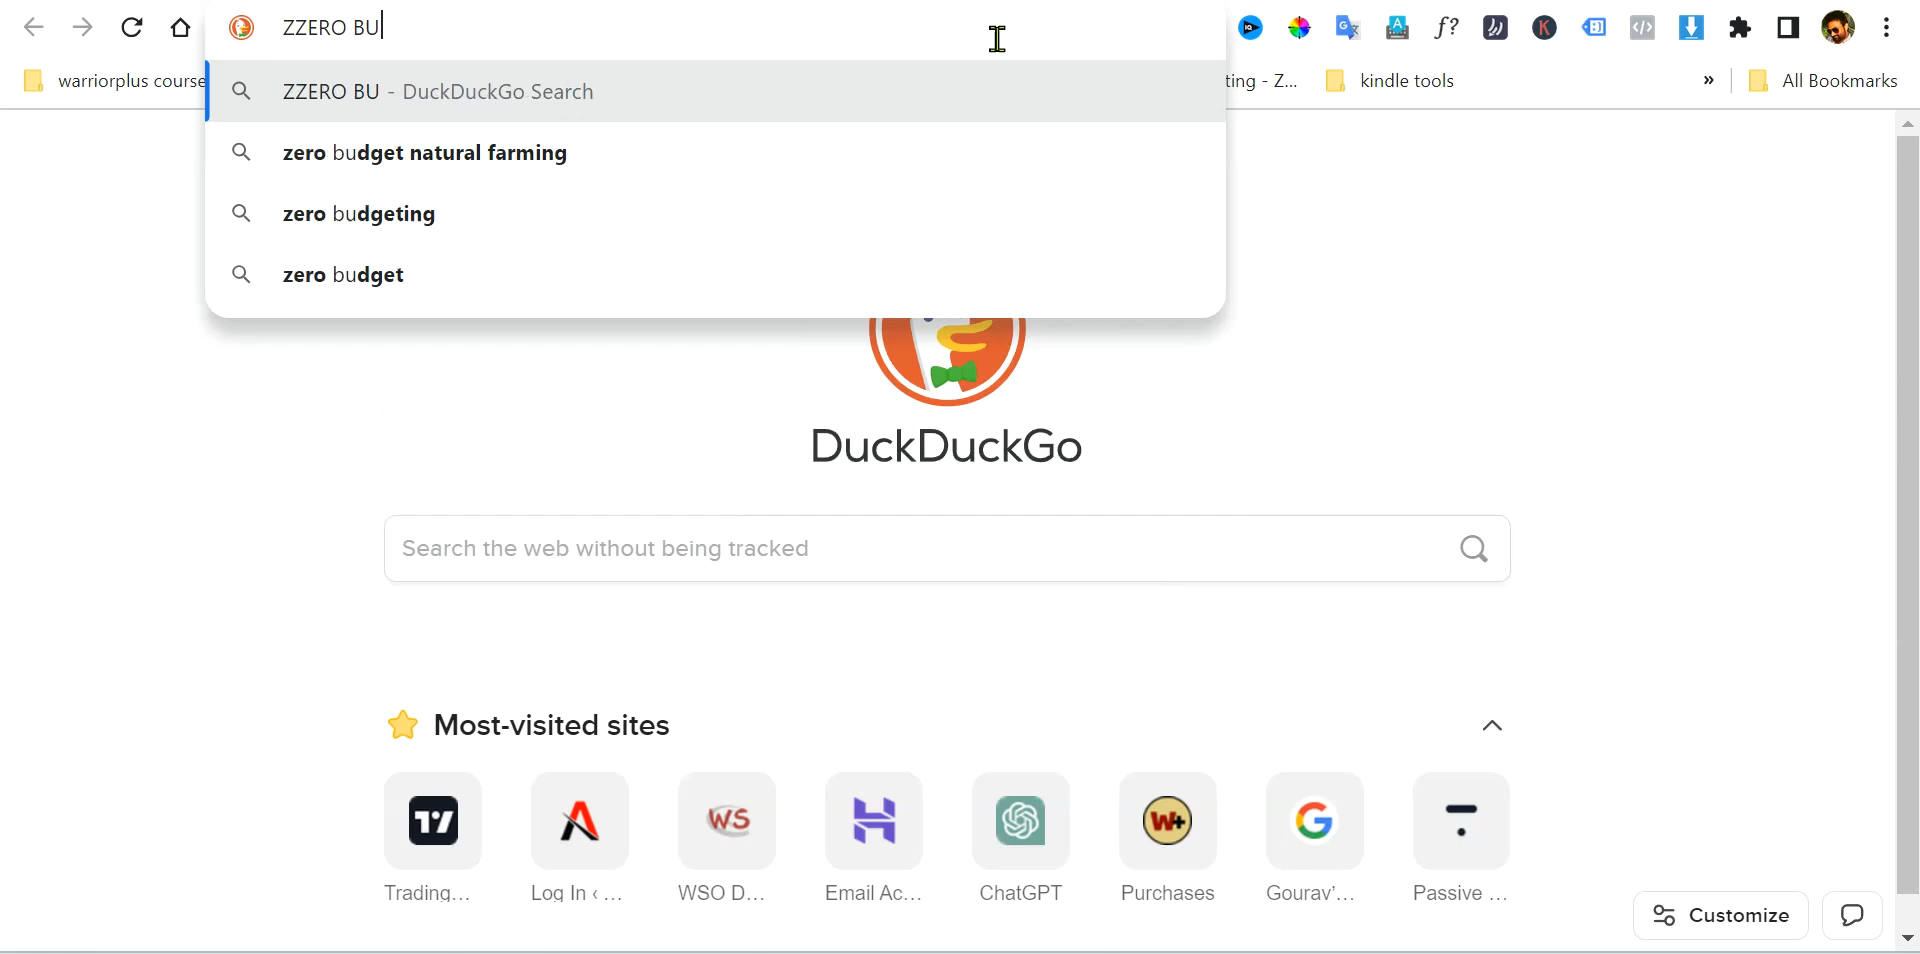 ZZERO BU
ZZERO BU - DuckDuckGo Search
zero budget natural farming
zero budgeting
zero budget
f?
warriorplus course
ting - Z...
kindle tools
»
All Bookmarks
DuckDuckGo
Search the web without being tracked
Most-visited sites
WS
W+
G
Trading...
Log In ‹ ...
WSO D...
Email Ac...
ChatGPT
Purchases
Gourav'...
Passive ...
Customize